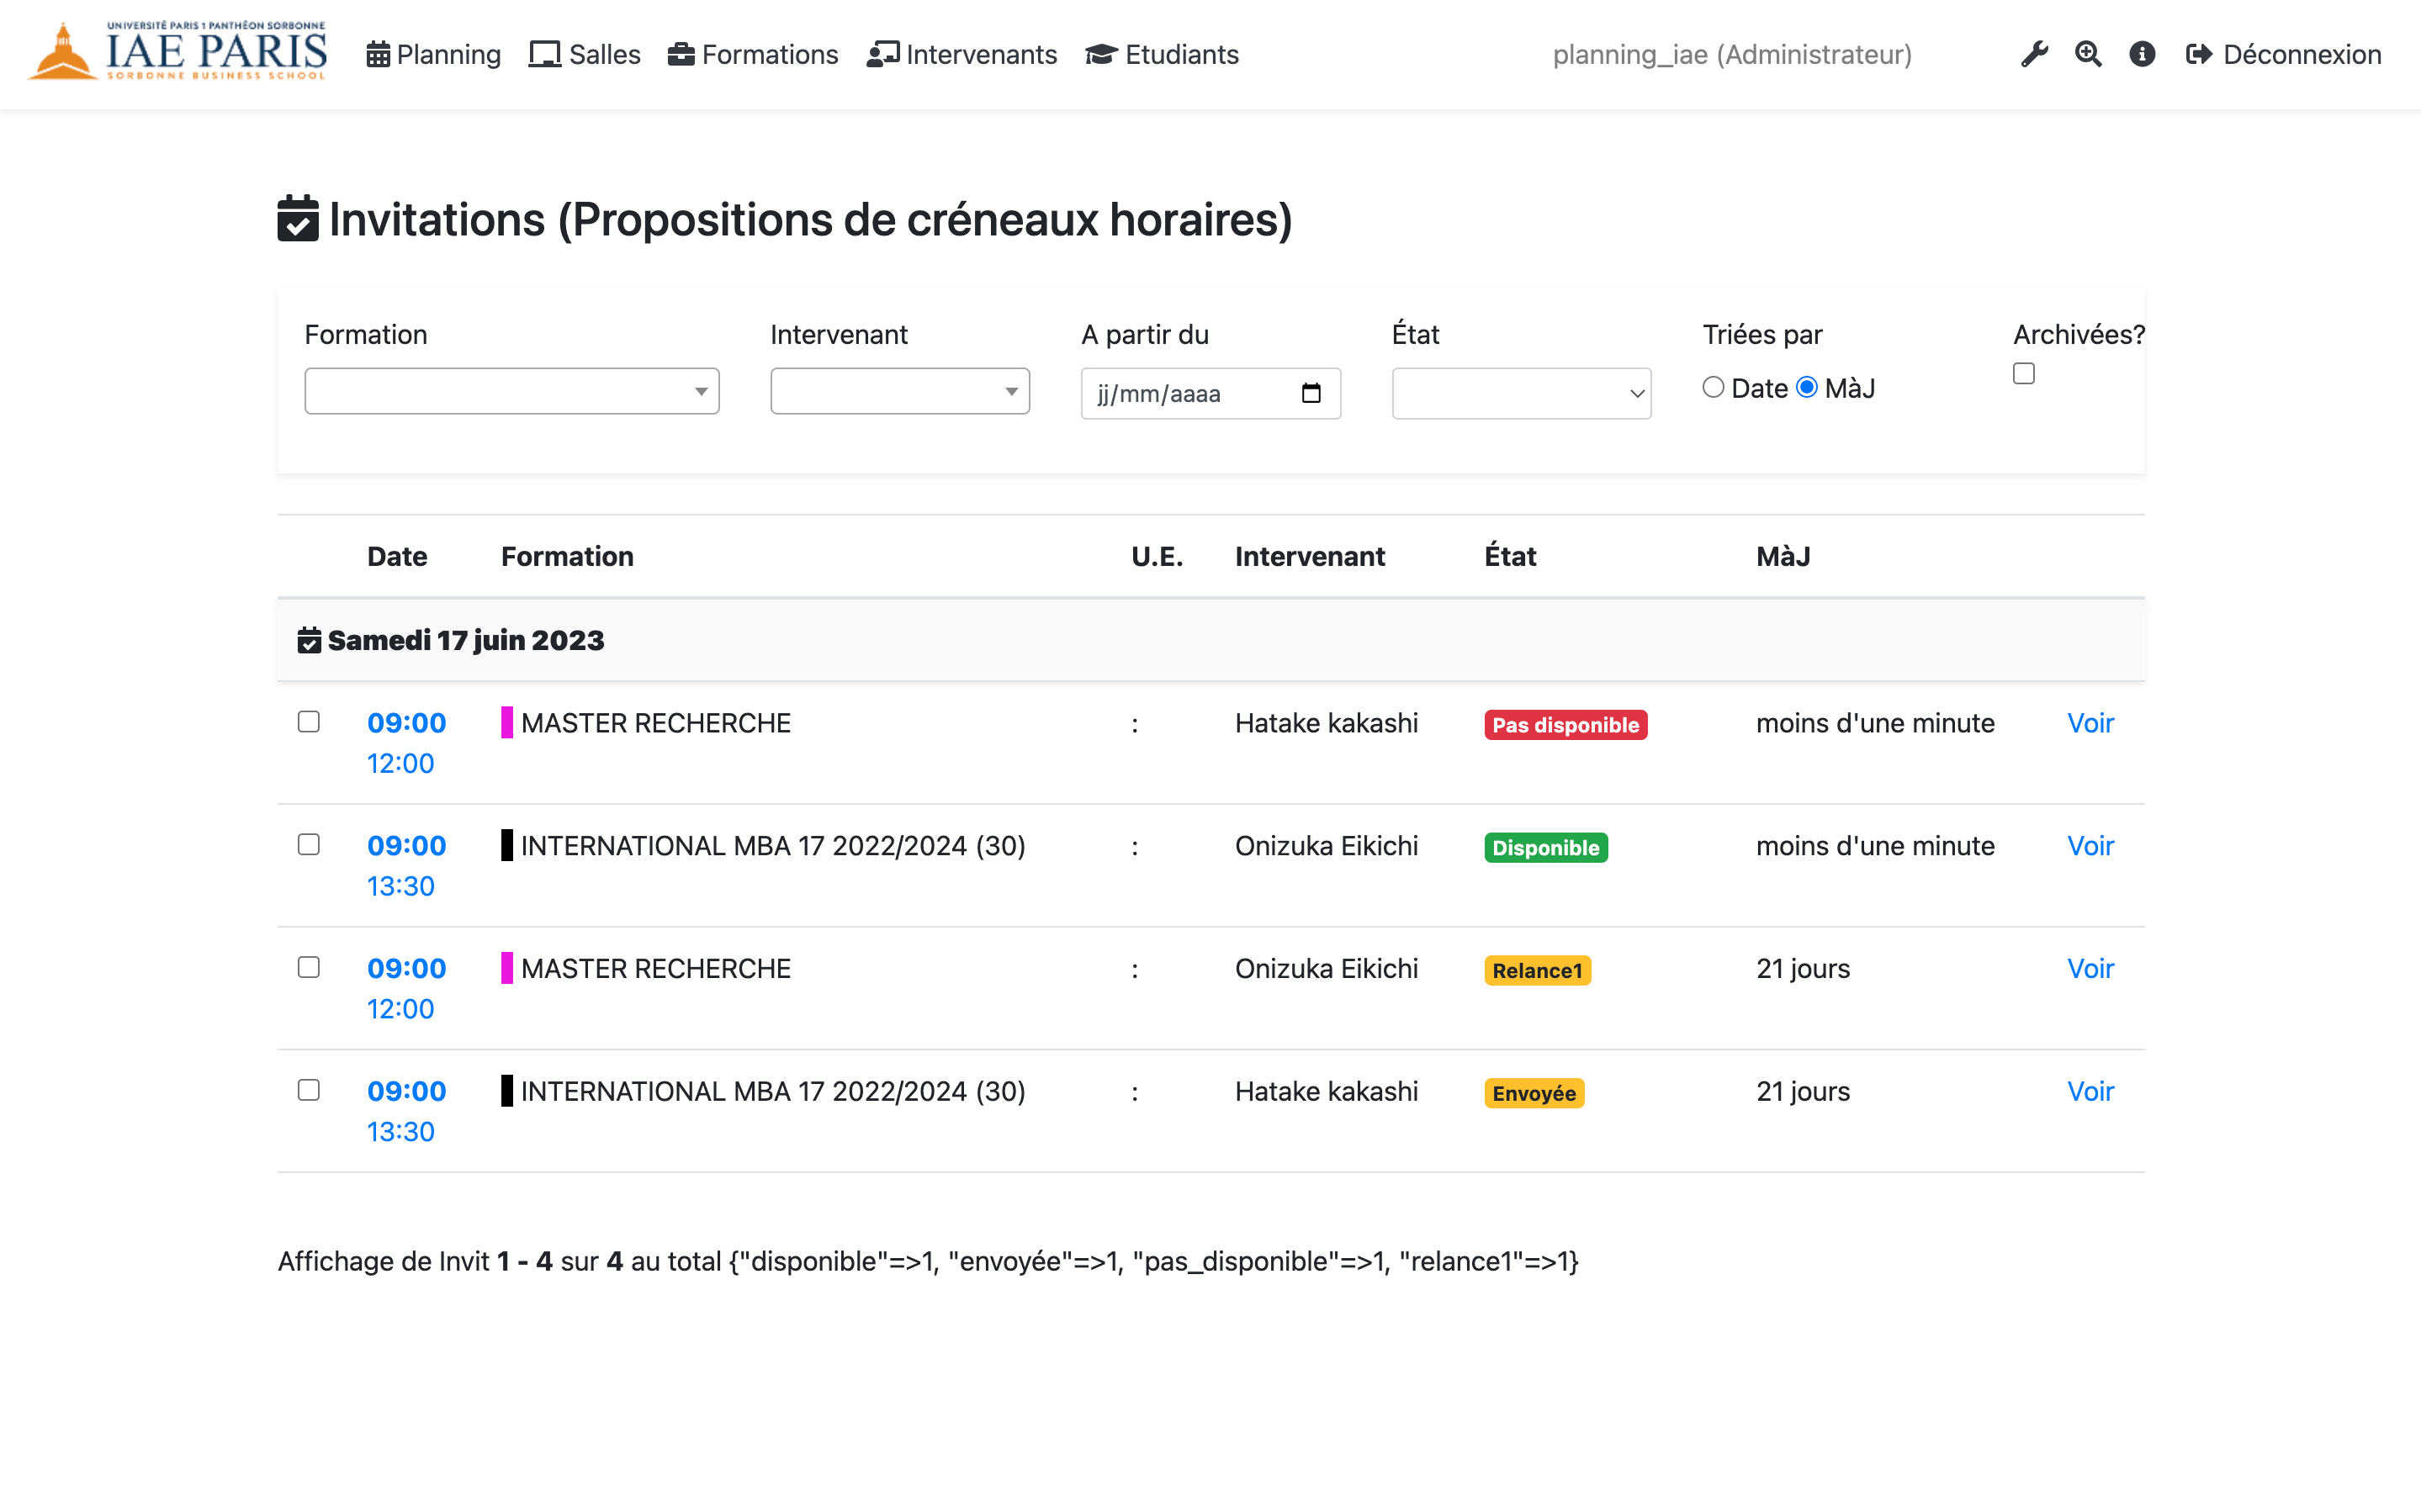 UNIVERSITÉ PARIS 1 PANTHÉON SORBONNE
IAE PARIS
SORBONNE BUSINESS SCHOOL
Planning Salles Formations Intervenants Etudiants planning_iae (Administrateur) Déconnexion
Invitations (Propositions de créneaux horaires)
Formation Intervenant A partir du État Triées par Archivées?
jj/mm/aaaa Date MàJ
Date Formation U.E. Intervenant État MàJ
Samedi 17 juin 2023
09:00 MASTER RECHERCHE : Hatake kakashi Pas disponible moins d'une minute Voir
12:00
09:00 INTERNATIONAL MBA 17 2022/2024 (30) : Onizuka Eikichi Disponible moins d'une minute Voir
13:30
09:00 MASTER RECHERCHE : Onizuka Eikichi Relance1 21 jours Voir
12:00
09:00 INTERNATIONAL MBA 17 2022/2024 (30) : Hatake kakashi Envoyée 21 jours Voir
13:30
Affichage de Invit 1 - 4 sur 4 au total {"disponible"=>1, "envoyée"=>1, "pas_disponible"=>1, "relance1"=>1}